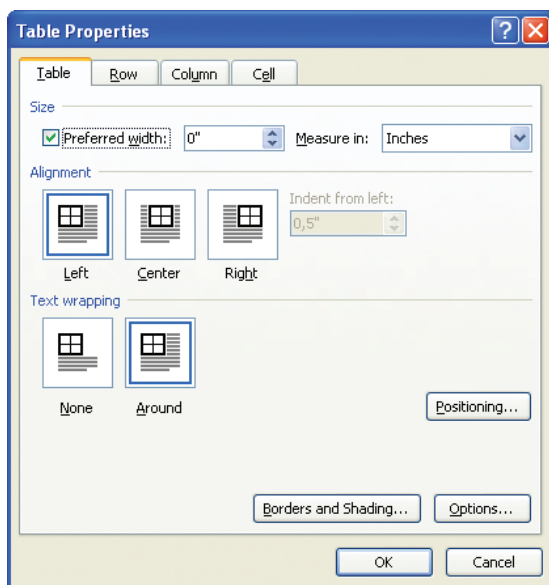 Table Properties
Table Row Column Cell
Size
Preferred width: 0" Measure in: Inches
Alignment
Indent from left:
0,5"
Left Center Right
Text wrapping
None Around
Positioning...
Borders and Shading... Options...
OK Cancel